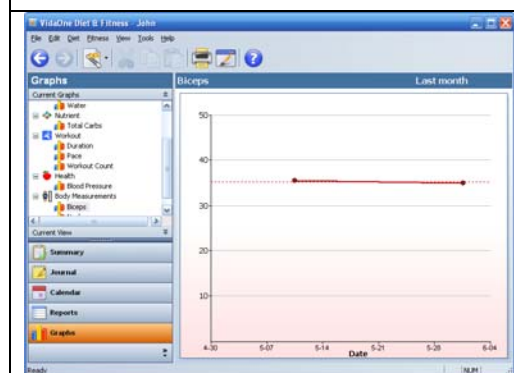 VidaOne Diet & Fitness - John
File Edit Diet Fitness View Tools Help
Graphs
Biceps Last month
Current Graphs
Water
Nutrient
Total Carbs
Workout
Duration
Pace
Workout Count
Health
Blood Pressure
Body Measurements
Biceps
Current View
Summary
Journal
Calendar
Reports
Graphs
50
40
30
20
10
4-30 5-07 5-14 5-21 5-28 6-04
Date
Ready NUM